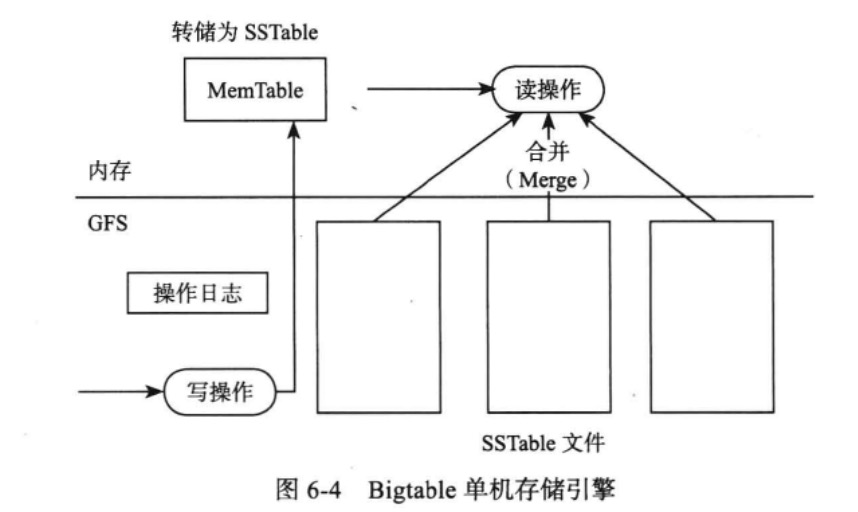 转储为 SSTable
MemTable
读操作
合并
(Merge)
内存
GFS
操作日志
写操作
SSTable 文件
图 6-4 Bigtable 单机存储引擎